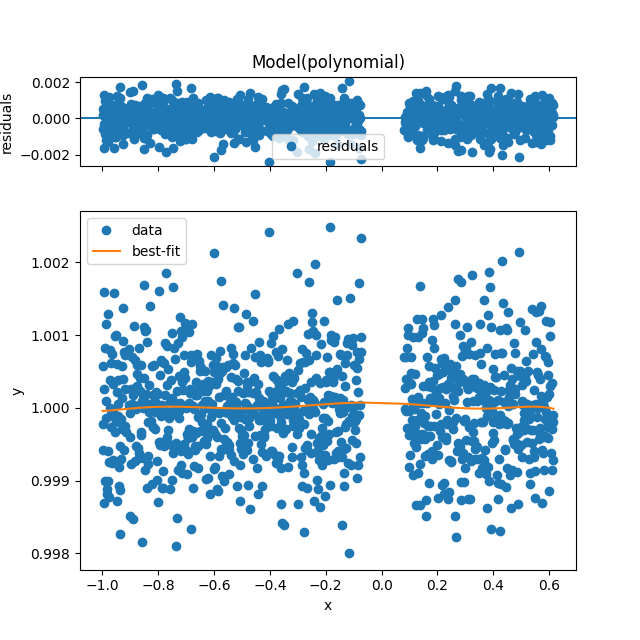 Model(polynomial)
residuals
0.002
0.000
−0.002
residuals
y
1.002
1.001
1.000
0.999
0.998
data
best-fit
−1.0 −0.8 −0.6 −0.4 −0.2 0.0 0.2 0.4 0.6
x